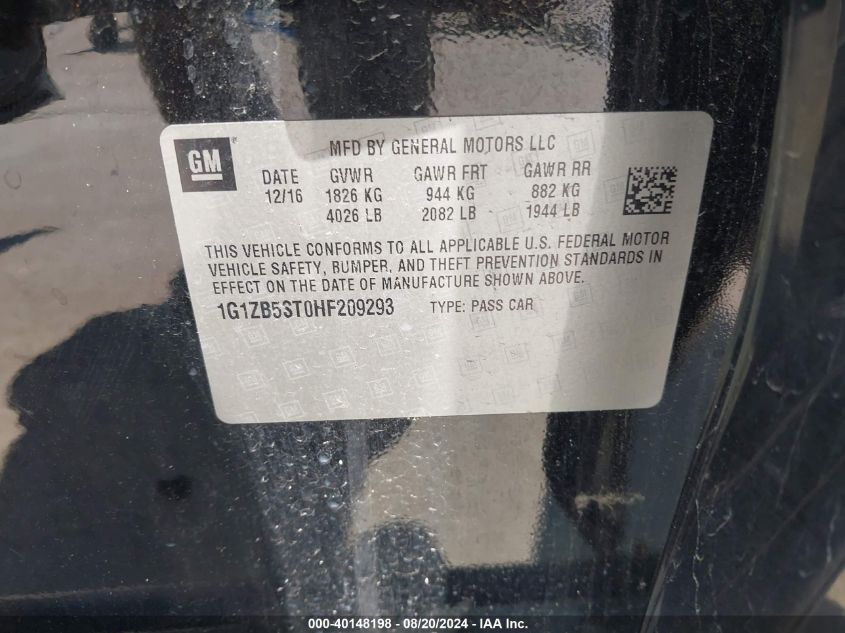 GM
MFD BY GENERAL MOTORS LLC
DATE GVWR GAWR FRT GAWR RR
12/16 1826 KG 944 KG 882 KG
4026 LB 2082 LB 1944 LB
THIS VEHICLE CONFORMS TO ALL APPLICABLE U.S. FEDERAL MOTOR
VEHICLE SAFETY, BUMPER, AND THEFT PREVENTION STANDARDS IN
EFFECT ON THE DATE OF MANUFACTURE SHOWN ABOVE.
1G1ZB5ST0HF209293 TYPE: PASS CAR
000-40148198 - 08/20/2024 - IAA Inc.